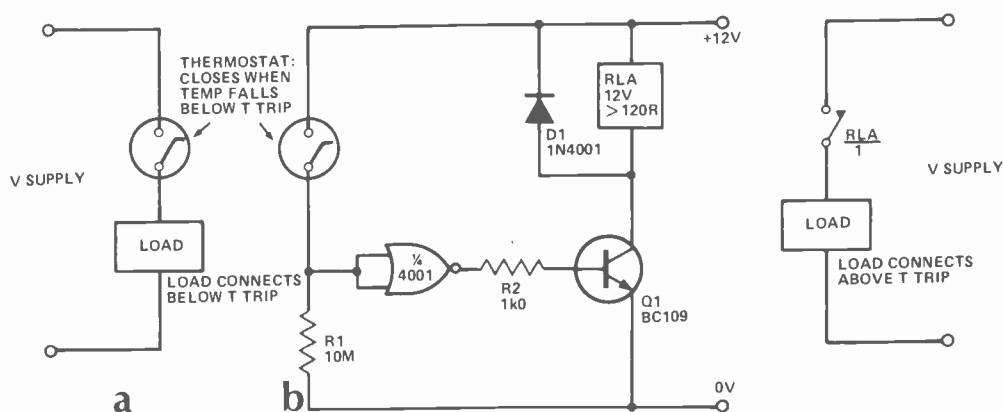 V SUPPLY
THERMOSTAT:
CLOSES WHEN
TEMP FALLS
BELOW T TRIP
LOAD
LOAD CONNECTS
BELOW T TRIP
a
b
R1
10M
¼
4001
R2
1k0
D1
1N4001
RLA
12V
> 120R
+12V
Q1
BC109
0V
RLA
1
V SUPPLY
LOAD
LOAD CONNECTS
ABOVE T TRIP